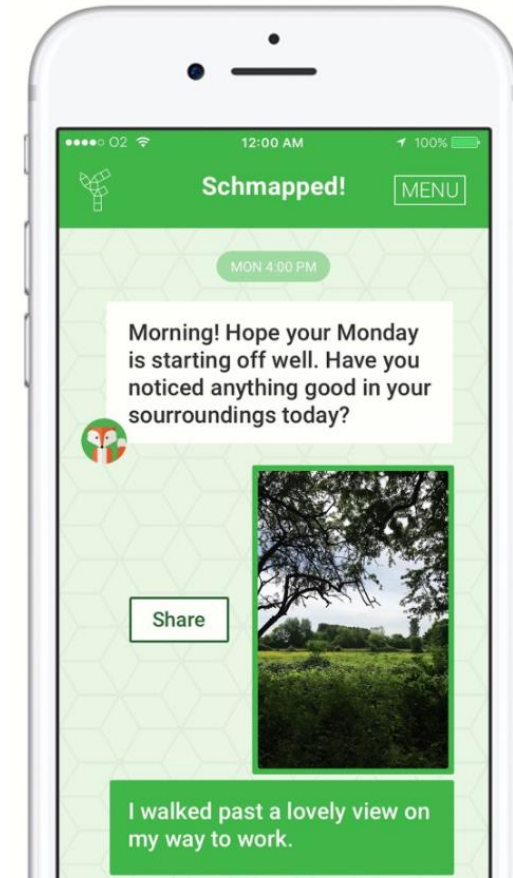 O2 12:00 AM 100%
Schmapped! MENU
MON 4:00 PM
Morning! Hope your Monday
is starting off well. Have you
noticed anything good in your
sourroundings today?
Share
I walked past a lovely view on
my way to work.